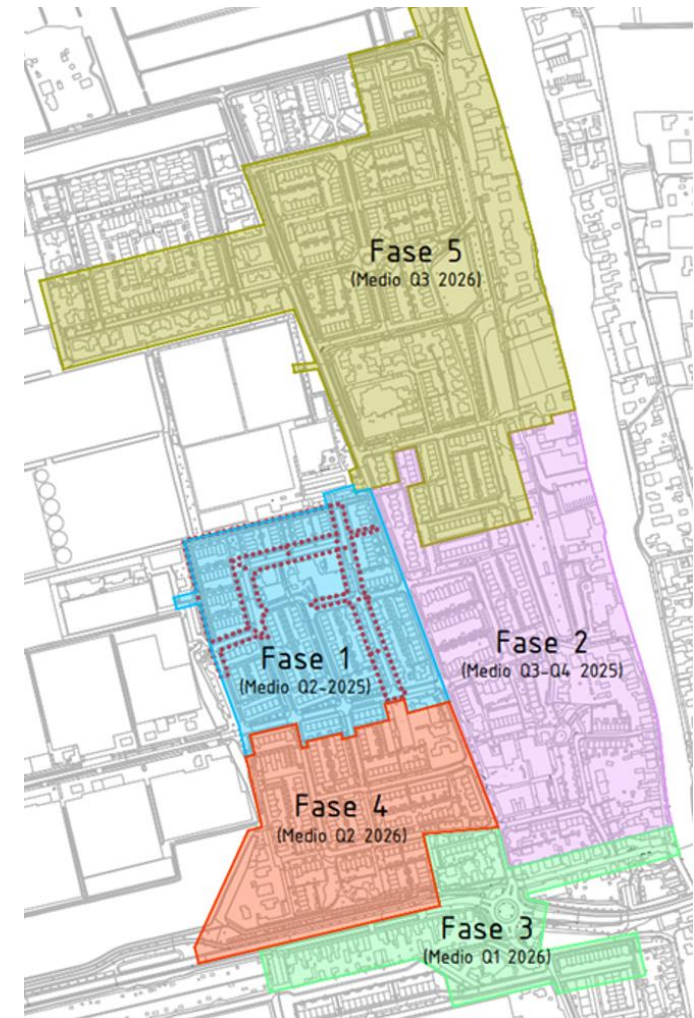 Fase 5
(Medio Q3 2026)
Fase 2
(Medio Q3-Q4 2025)
Fase 1
(Medio Q2-2025)
Fase 4
(Medio Q2 2026)
Fase 3
(Medio Q1 2026)